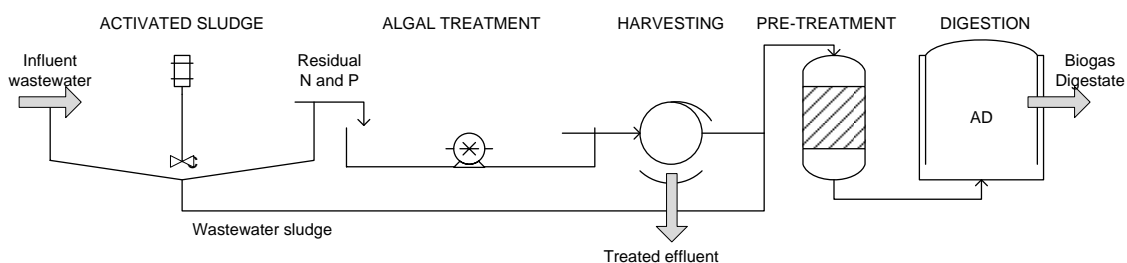 ACTIVATED SLUDGE
ALGAL TREATMENT
HARVESTING
PRE-TREATMENT
DIGESTION
Influent
wastewater
Residual
N and P
Biogas
Digestate
AD
Wastewater sludge
Treated effluent